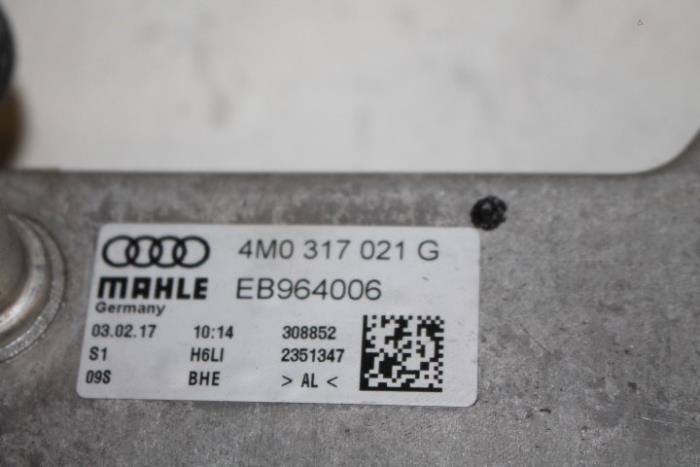 4M0 317 021 G
MAHLE EB964006
Germany
03.02.17 10:14 308852
S1 H6LI 2351347
09S BHE > AL <